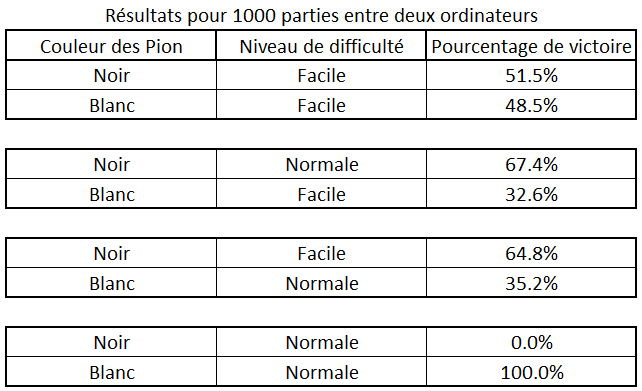 Résultats pour 1000 parties entre deux ordinateurs
Couleur des Pion Niveau de difficulté Pourcentage de victoire
Noir Facile 51.5%
Blanc Facile 48.5%
Noir Normale 67.4%
Blanc Facile 32.6%
Noir Facile 64.8%
Blanc Normale 35.2%
Noir Normale 0.0%
Blanc Normale 100.0%